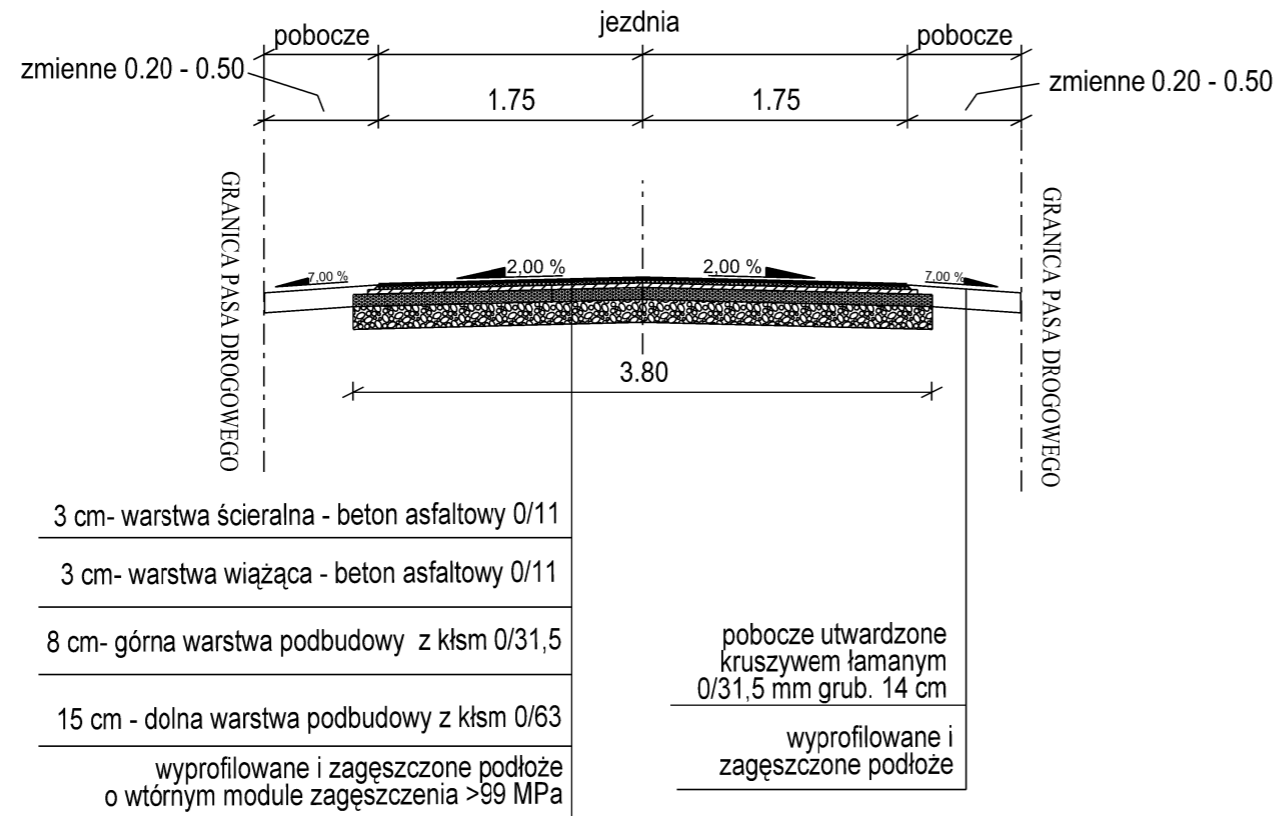 jezdnia
pobocze
pobocze
zmienne 0.20 - 0.50
zmienne 0.20 - 0.50
1.75
1.75
GRANICA PASA DROGOWEGO
GRANICA PASA DROGOWEGO
7,00 %
2,00 %
2,00 %
7,00 %
3.80
3 cm- warstwa ścieralna - beton asfaltowy 0/11
3 cm- warstwa wiążąca - beton asfaltowy 0/11
8 cm- górna warstwa podbudowy z kłsm 0/31,5
15 cm - dolna warstwa podbudowy z kłsm 0/63
wyprofilowane i zagęszczone podłoże
o wtórnym module zagęszczenia >99 MPa
pobocze utwardzone
kruszywem łamanym
0/31,5 mm grub. 14 cm
wyprofilowane i
zagęszczone podłoże